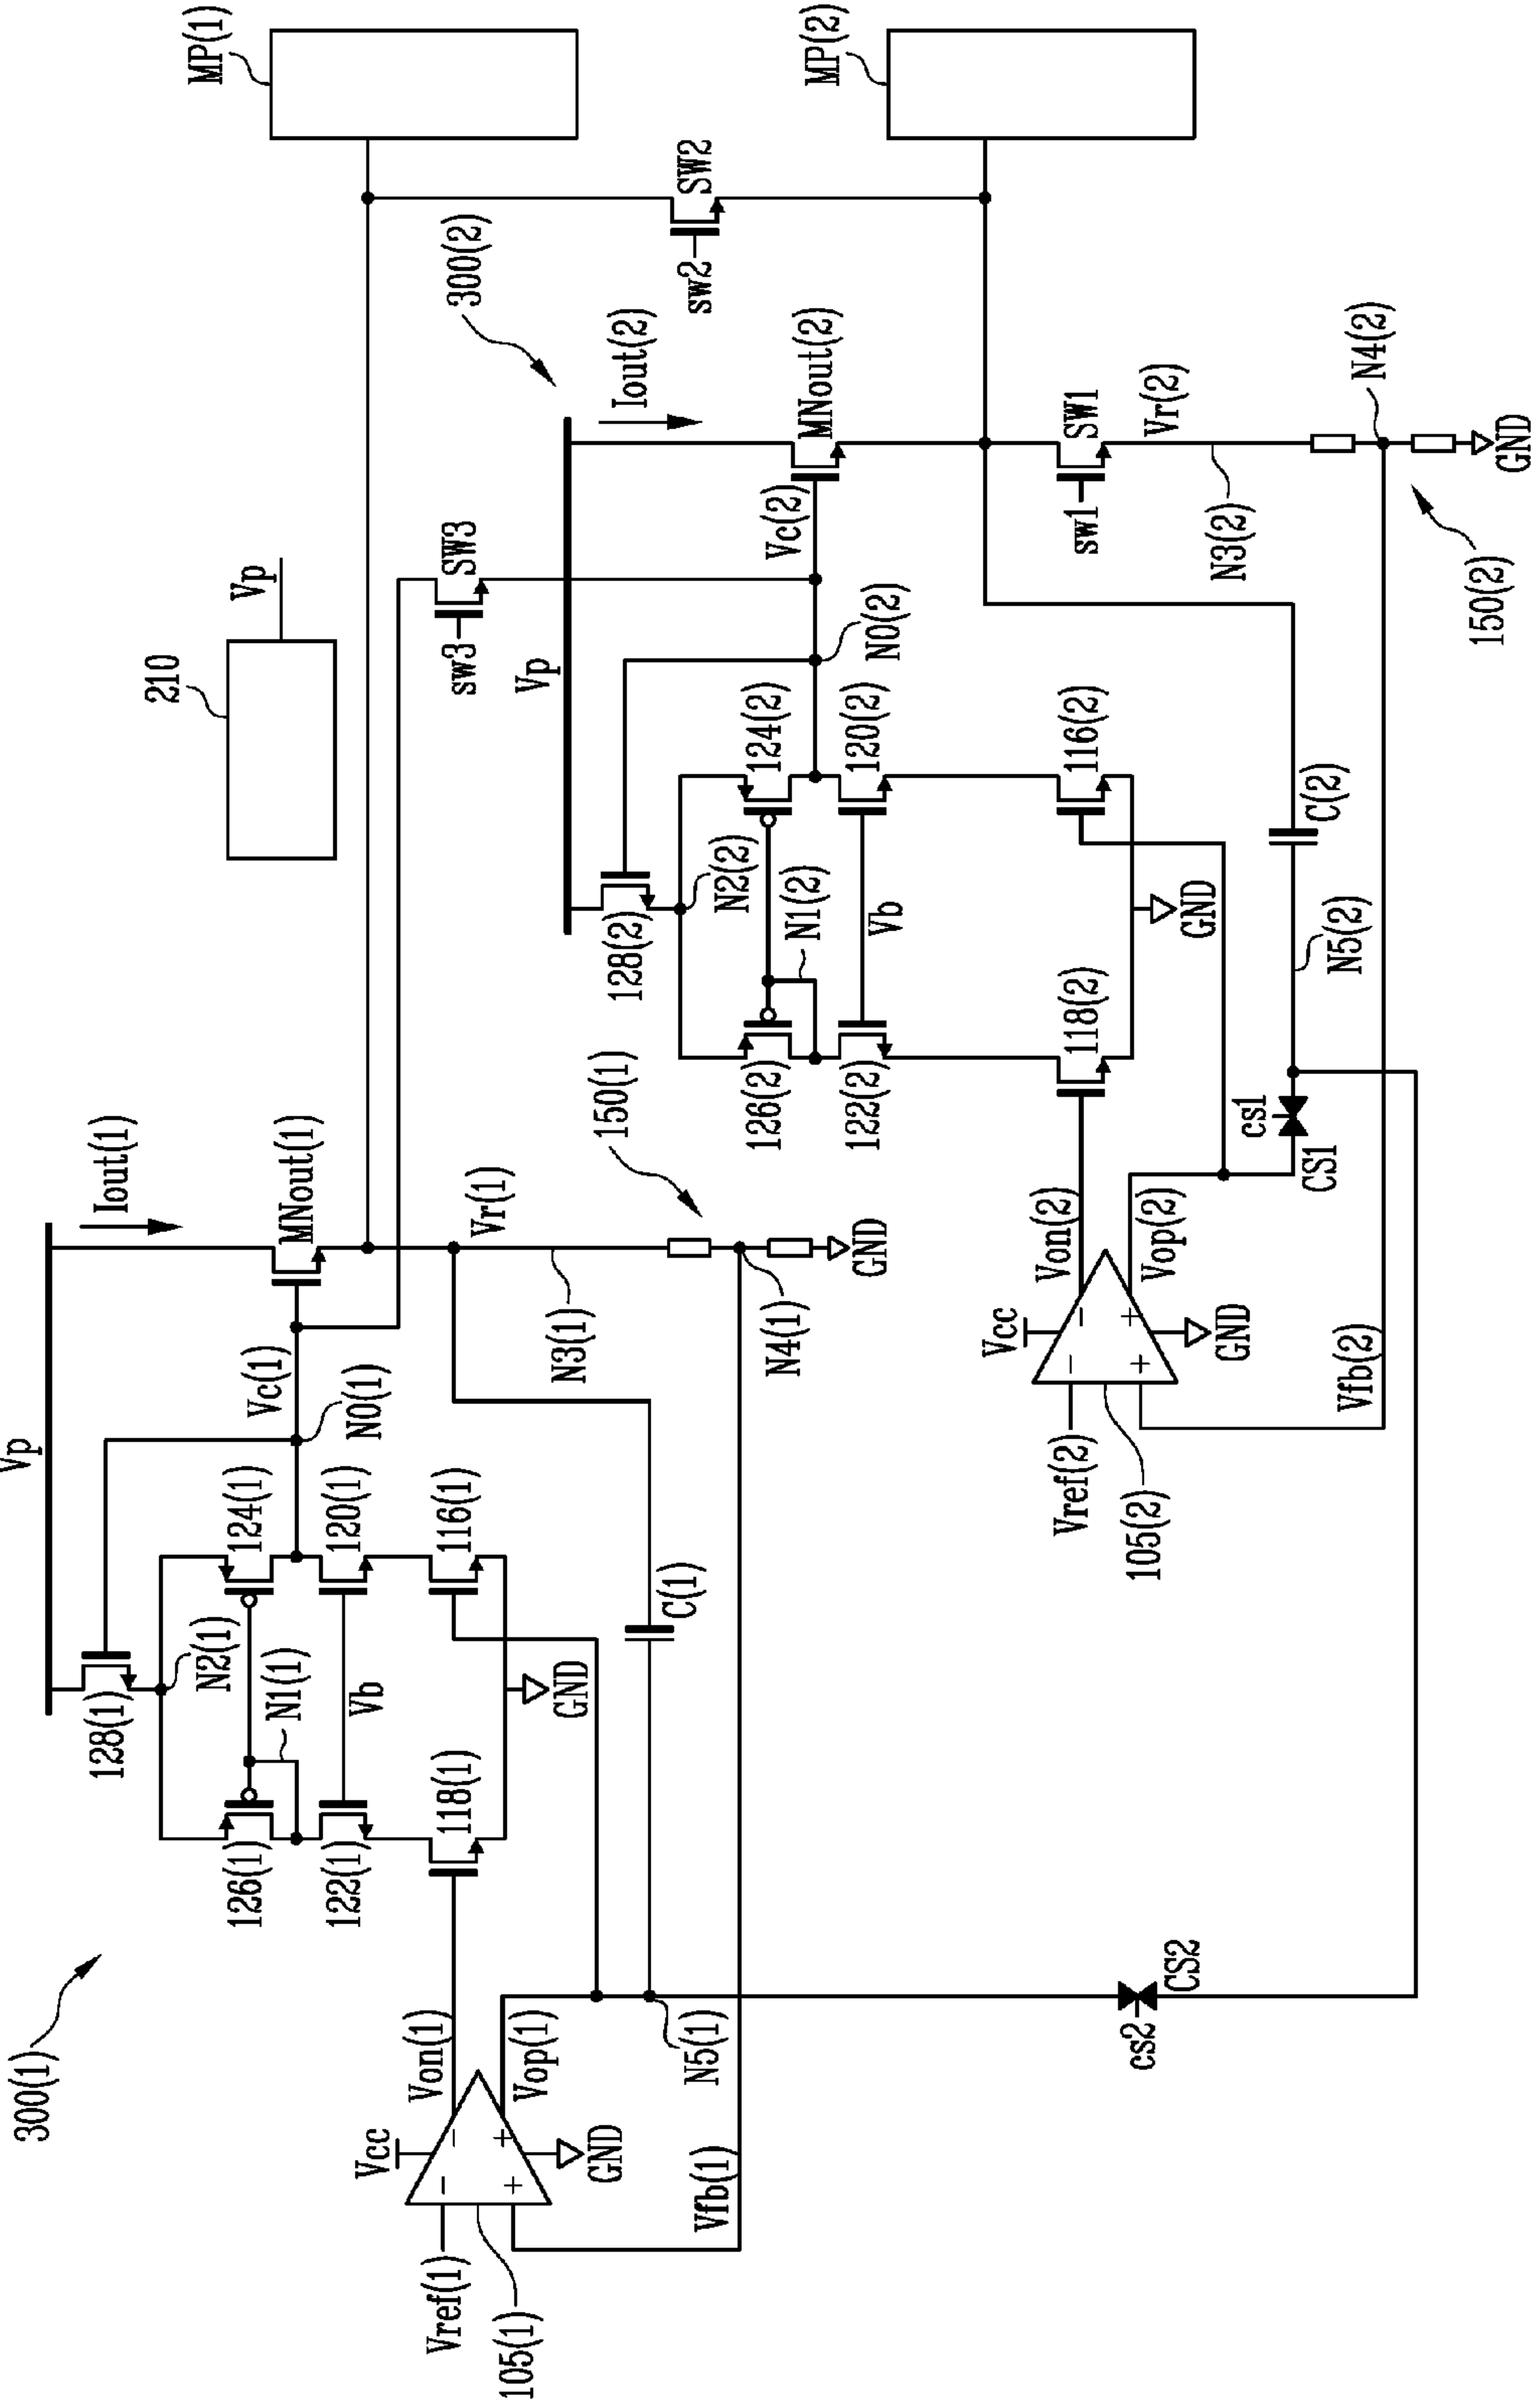 300(1)
Vp
128(1)
N2(1)
126(1)
124(1)
N1(1)
122(1)
120(1)
Vb
118(1)
116(1)
GND
N0(1)
Vc(1)
Iout(1)
MNout(1)
Vr(1)
N3(1)
150(1)
N4(1)
GND
C(1)
Vcc
Von(1)
Vop(1)
N5(1)
GND
Vref(1)
105(1)
Vfb(1)
cs2
CS2
210
Vp
sw3
SW3
MP(1)
MP(2)
sw2
SW2
300(2)
Vp
128(2)
N2(2)
126(2)
124(2)
N1(2)
122(2)
120(2)
Vb
118(2)
116(2)
GND
N0(2)
Vc(2)
Iout(2)
MNout(2)
sw1
SW1
Vr(2)
N3(2)
N4(2)
150(2)
GND
C(2)
N5(2)
cs1
CS1
Vcc
Von(2)
Vop(2)
GND
Vref(2)
105(2)
Vfb(2)